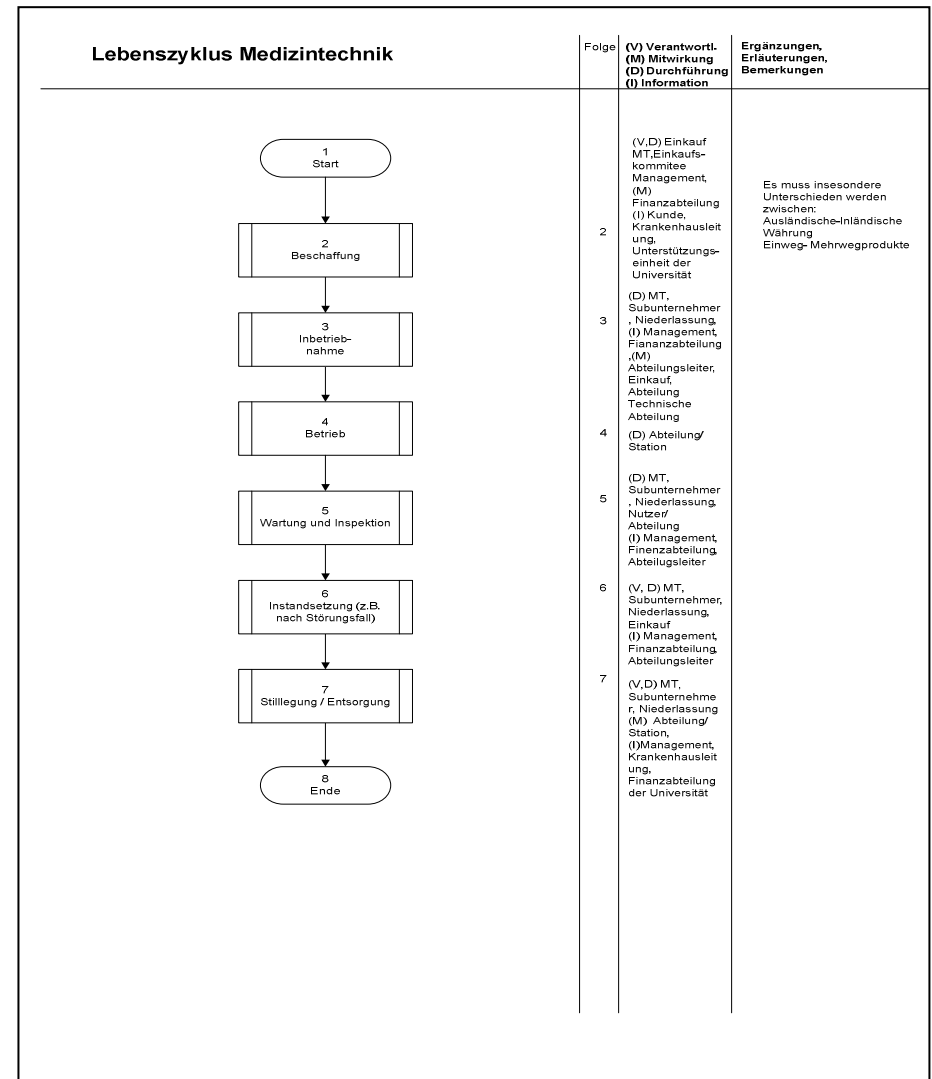 Lebenszyklus Medizintechnik
Folge
(V) Verantwortl.
(M) Mitwirkung
(D) Durchführung
(I) Information
Ergänzungen,
Erläuterungen,
Bemerkungen
1
Start
2
Beschaffung
3
Inbetrieb-
nahme
4
Betrieb
5
Wartung und Inspektion
6
Instandsetzung (z.B.
nach Störungsfall)
7
Stilllegung / Entsorgung
8
Ende
2
(V,D) Einkauf
MT,Einkaufs-
kommitee
Management,
(M)
Finanzabteilung
(I) Kunde,
Krankenhausleit
ung,
Unterstützungs-
einheit der
Universität
Es muss insesondere
Unterschieden werden
zwischen:
Ausländische-Inländische
Währung
Einweg- Mehrwegprodukte
3
(D) MT,
Subunternehmer
, Niederlassung,
(I) Management,
Fiananzabteilung
,(M)
Abteilungsleiter,
Einkauf,
Abteilung
Technische
Abteilung
4
(D) Abteilung/
Station
5
(D) MT,
Subunternehmer
, Niederlassung,
Nutzer/
Abteilung
(I) Management,
Finenzabteilung,
Abteilugsleiter
6
(V, D) MT,
Subunternehmer,
Niederlassung,
Einkauf
(I) Management,
Finanzabteilung,
Abteilungsleiter
7
(V,D) MT,
Subunternehme
r, Niederlassung
(M) Abteilung/
Station,
(I)Management,
Krankenhausleit
ung,
Finanzabteilung
der Universität